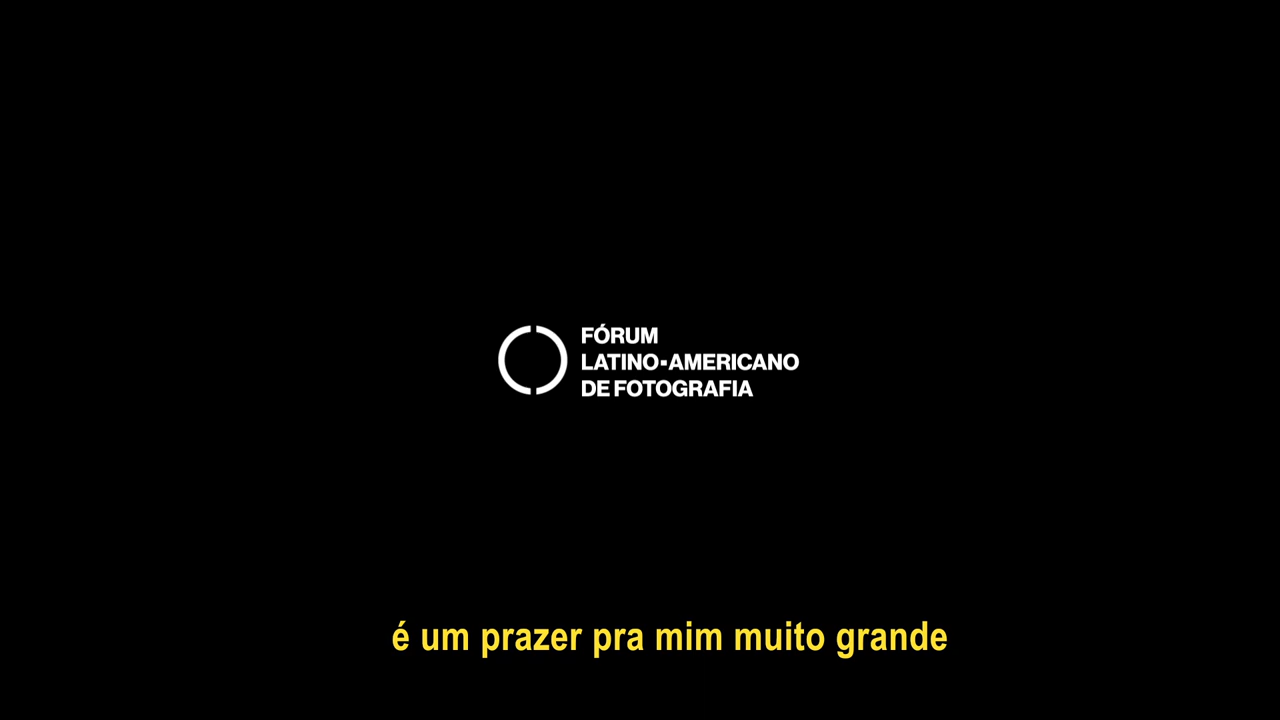 FÓRUM
LATINO-AMERICANO
DE FOTOGRAFIA
é um prazer pra mim muito grande